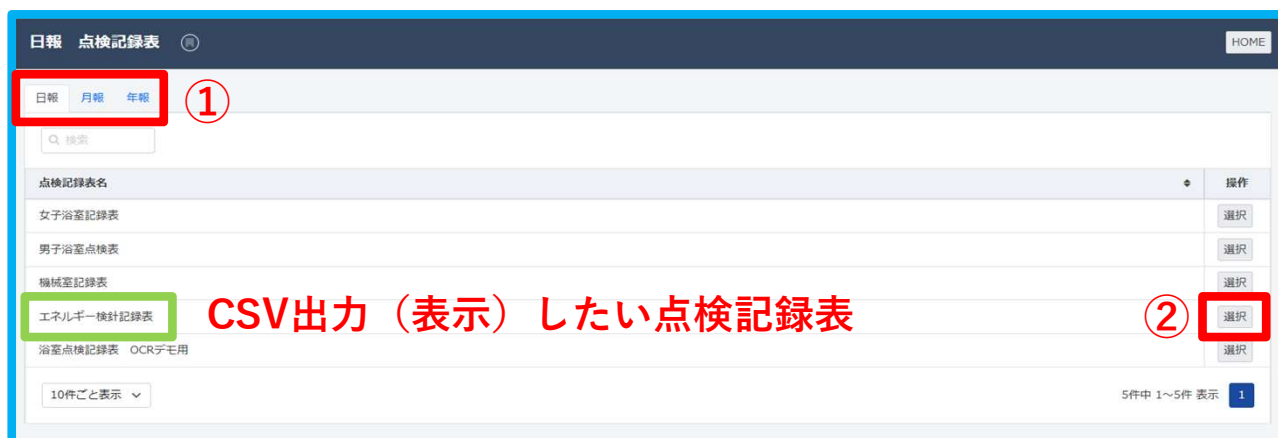 日報　点検記録表
HOME
日報 月報 年報 ①
検索
点検記録表名 操作
女子浴室記録表 選択
男子浴室点検表 選択
機械室記録表 選択
エネルギー検針記録表 CSV出力（表示）したい点検記録表 ② 選択
浴室点検記録表　OCRデモ用 選択
10件ごと表示 5件中 1～5件 表示 1